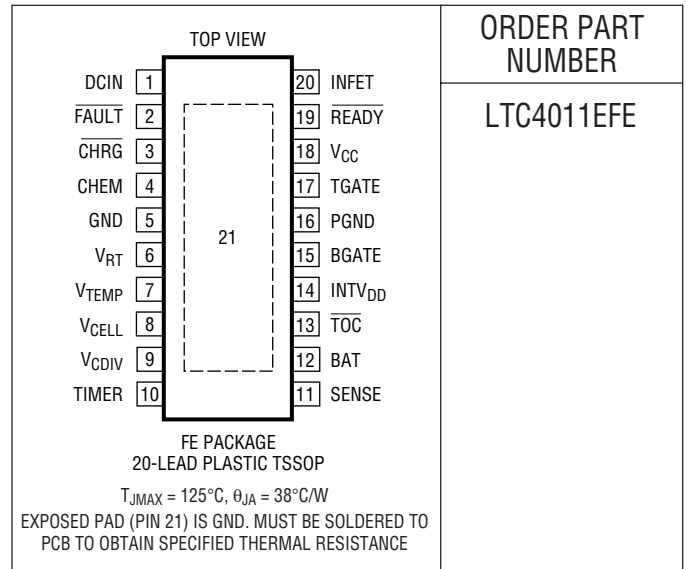 TOP VIEW
DCIN 1
FAULT 2
CHRG 3
CHEM 4
GND 5
VRT 6
VTEMP 7
VCELL 8
VCDIV 9
TIMER 10
21
20 INFET
19 READY
18 VCC
17 TGATE
16 PGND
15 BGATE
14 INTVDD
13 TOC
12 BAT
11 SENSE
FE PACKAGE
20-LEAD PLASTIC TSSOP
TJMAX = 125°C, θJA = 38°C/W
EXPOSED PAD (PIN 21) IS GND. MUST BE SOLDERED TO
PCB TO OBTAIN SPECIFIED THERMAL RESISTANCE
ORDER PART
NUMBER
LTC4011EFE